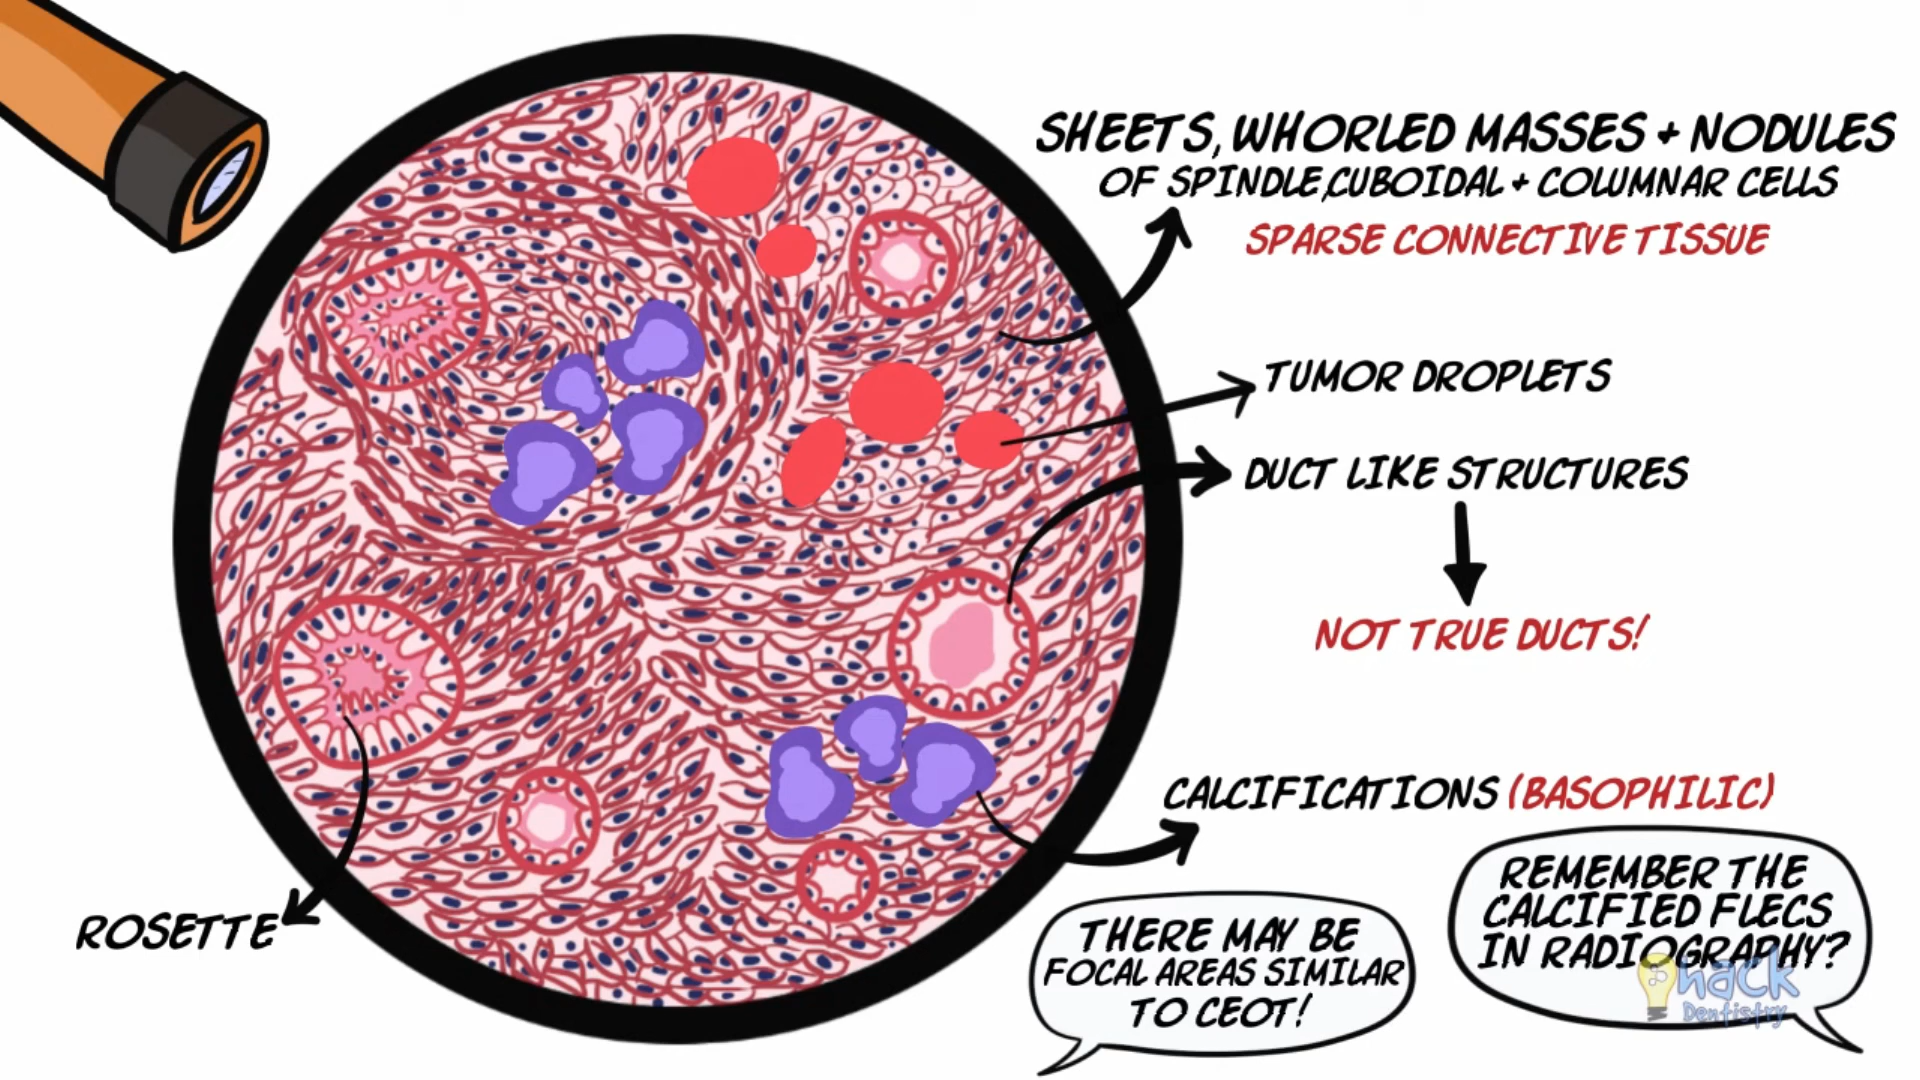 SHEETS, WHORLED MASSES + NODULES
OF SPINDLE, CUBOIDAL + COLUMNAR CELLS
SPARSE CONNECTIVE TISSUE
TUMOR DROPLETS
DUCT LIKE STRUCTURES
NOT TRUE DUCTS!
CALCIFICATIONS (BASOPHILIC)
REMEMBER THE
CALCIFIED FLECS
IN RADIOGRAPHY?
ROSETTE
THERE MAY BE
FOCAL AREAS SIMILAR
TO CEOT!
hack
Dentistry